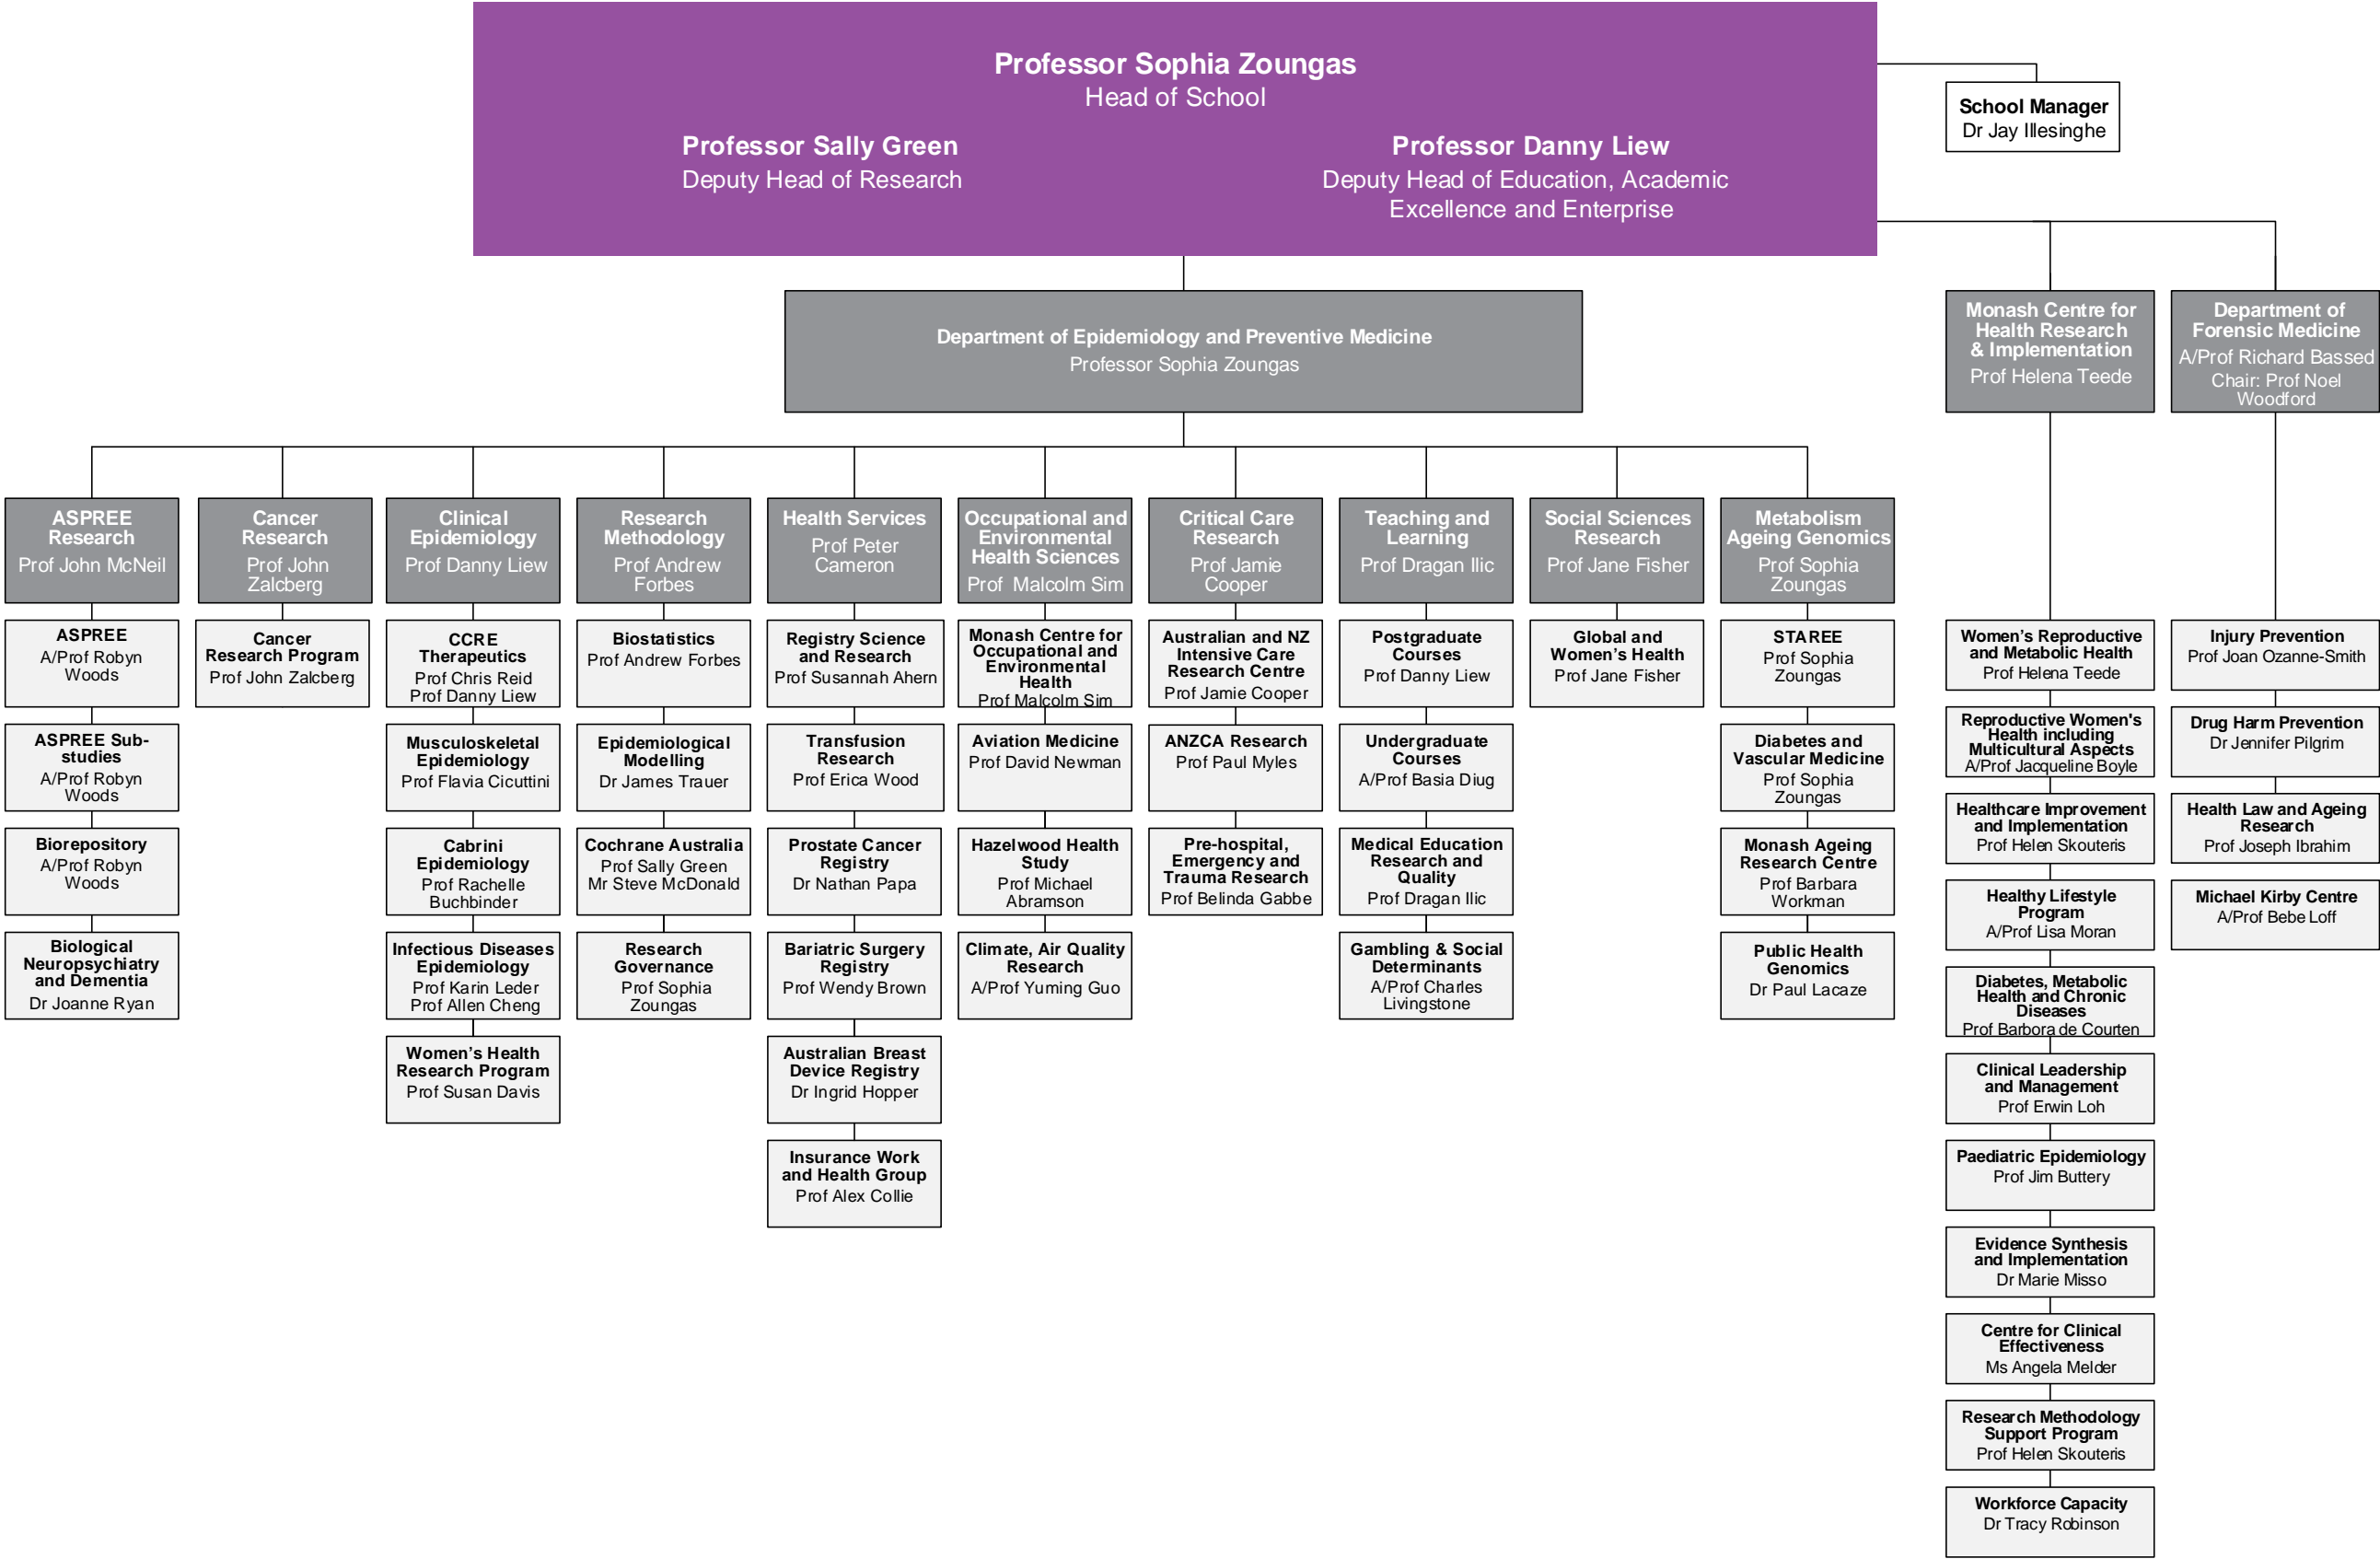 Professor Sophia Zoungas
Head of School
Professor Sally Green
Deputy Head of Research
Professor Danny Liew
Deputy Head of Education, Academic
Excellence and Enterprise
School Manager
Dr Jay Illesinghe
Department of Epidemiology and Preventive Medicine
Professor Sophia Zoungas
Monash Centre for
Health Research
& Implementation
Prof Helena Teede
Department of
Forensic Medicine
A/Prof Richard Bassed
Chair: Prof Noel
Woodford
ASPREE
Research
Prof John McNeil
Cancer
Research
Prof John
Zalcberg
Clinical
Epidemiology
Prof Danny Liew
Research
Methodology
Prof Andrew
Forbes
Health Services
Prof Peter
Cameron
Occupational and
Environmental
Health Sciences
Prof Malcolm Sim
Critical Care
Research
Prof Jamie
Cooper
Teaching and
Learning
Prof Dragan Ilic
Social Sciences
Research
Prof Jane Fisher
Metabolism
Ageing Genomics
Prof Sophia
Zoungas
ASPREE
A/Prof Robyn
Woods
ASPREE Sub-
studies
A/Prof Robyn
Woods
Biorepository
A/Prof Robyn
Woods
Biological
Neuropsychiatry
and Dementia
Dr Joanne Ryan
Cancer
Research Program
Prof John Zalcberg
CCRE
Therapeutics
Prof Chris Reid
Prof Danny Liew
Musculoskeletal
Epidemiology
Prof Flavia Cicuttini
Cabrini
Epidemiology
Prof Rachelle
Buchbinder
Infectious Diseases
Epidemiology
Prof Karin Leder
Prof Allen Cheng
Women's Health
Research Program
Prof Susan Davis
Biostatistics
Prof Andrew Forbes
Epidemiological
Modelling
Dr James Trauer
Cochrane Australia
Prof Sally Green
Mr Steve McDonald
Research
Governance
Prof Sophia
Zoungas
Registry Science
and Research
Prof Susannah Ahern
Transfusion
Research
Prof Erica Wood
Prostate Cancer
Registry
Dr Nathan Papa
Bariatric Surgery
Registry
Prof Wendy Brown
Australian Breast
Device Registry
Dr Ingrid Hopper
Insurance Work
and Health Group
Prof Alex Collie
Monash Centre for
Occupational and
Environmental
Health
Prof Malcolm Sim
Aviation Medicine
Prof David Newman
Hazelwood Health
Study
Prof Michael
Abramson
Climate, Air Quality
Research
A/Prof Yuming Guo
Australian and NZ
Intensive Care
Research Centre
Prof Jamie Cooper
ANZCA Research
Prof Paul Myles
Pre-hospital,
Emergency and
Trauma Research
Prof Belinda Gabbe
Postgraduate
Courses
Prof Danny Liew
Undergraduate
Courses
A/Prof Basia Diug
Medical Education
Research and
Quality
Prof Dragan Ilic
Gambling & Social
Determinants
A/Prof Charles
Livingstone
Global and
Women's Health
Prof Jane Fisher
STAREE
Prof Sophia
Zoungas
Diabetes and
Vascular Medicine
Prof Sophia
Zoungas
Monash Ageing
Research Centre
Prof Barbara
Workman
Public Health
Genomics
Dr Paul Lacaze
Women's Reproductive
and Metabolic Health
Prof Helena Teede
Reproductive Women's
Health including
Multicultural Aspects
A/Prof Jacqueline Boyle
Healthcare Improvement
and Implementation
Prof Helen Skouteris
Healthy Lifestyle
Program
A/Prof Lisa Moran
Diabetes, Metabolic
Health and Chronic
Diseases
Prof Barbora de Courten
Clinical Leadership
and Management
Prof Erwin Loh
Paediatric Epidemiology
Prof Jim Buttery
Evidence Synthesis
and Implementation
Dr Marie Misso
Centre for Clinical
Effectiveness
Ms Angela Melder
Research Methodology
Support Program
Prof Helen Skouteris
Workforce Capacity
Dr Tracy Robinson
Injury Prevention
Prof Joan Ozanne-Smith
Drug Harm Prevention
Dr Jennifer Pilgrim
Health Law and Ageing
Research
Prof Joseph Ibrahim
Michael Kirby Centre
A/Prof Bebe Loff